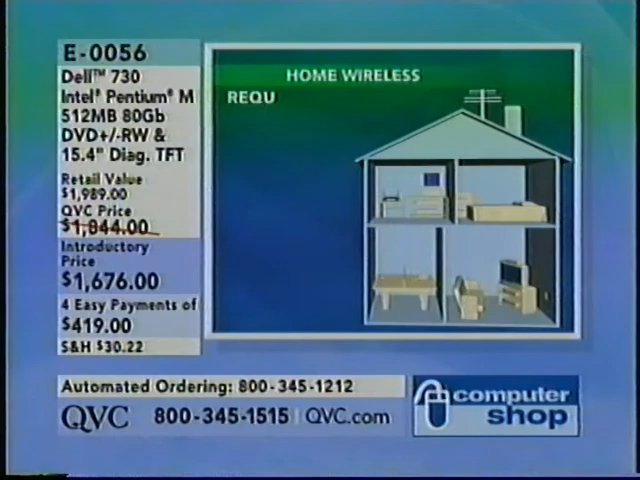 E-0056
Dell™ 730
Intel® Pentium® M
512MB 80Gb
DVD+/-RW &
15.4" Diag. TFT
Retail Value
$1,989.00
QVC Price
$1,844.00
Introductory
Price
$1,676.00
4 Easy Payments of
$419.00
S&H $30.22
HOME WIRELESS
REQU
Automated Ordering: 800-345-1212
QVC 800-345-1515 | QVC.com
computer
shop